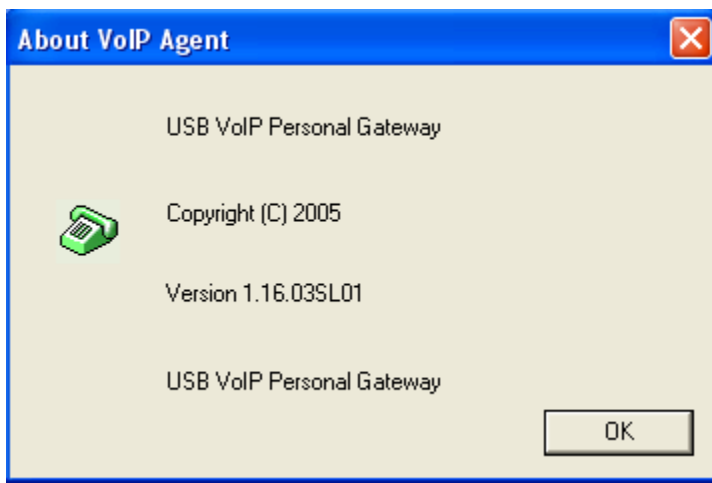 About VoIP Agent
USB VoIP Personal Gateway
Copyright (C) 2005
Version 1.16.03SL01
USB VoIP Personal Gateway
OK